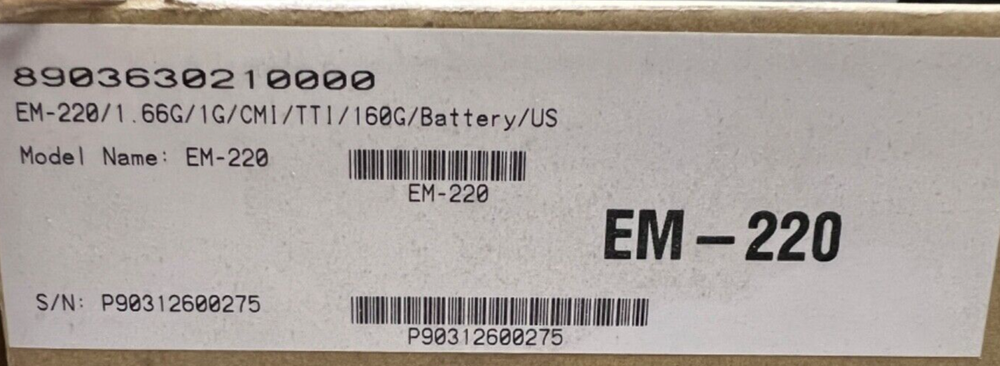 8903630210000
EM-220/1.66G/1G/CMI/TTI/160G/Battery/US
Model Name: EM-220
EM-220
EM-220
S/N: P90312600275
P90312600275